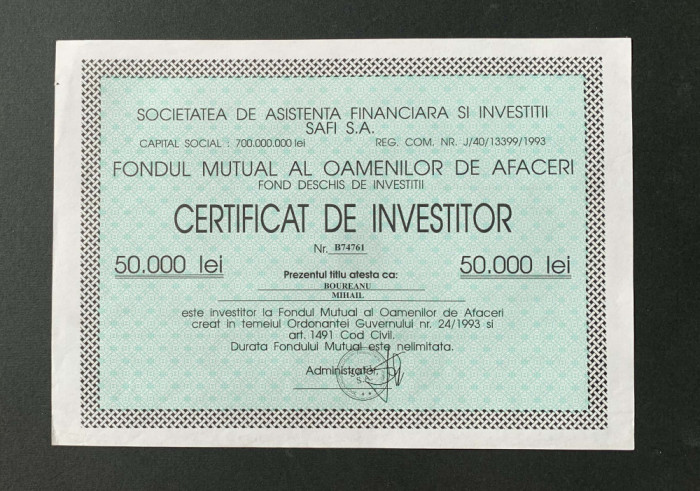 SOCIETATEA DE ASISTENTA FINANCIARA SI INVESTITII
SAFI S.A.
CAPITAL SOCIAL : 700.000.000 lei REG. COM. NR. J/40/13399/1993
FONDUL MUTUAL AL OAMENILOR DE AFACERI
FOND DESCHIS DE INVESTITII
CERTIFICAT DE INVESTITOR
Nr. B74761
50.000 lei 50.000 lei
Prezentul titlu atesta ca:
BOUREANU
MIHAIL
este investitor la Fondul Mutual al Oamenilor de Afaceri
creat in temeiul Ordonantei Guvernului nr. 24/1993 si
art. 1491 Cod Civil.
Durata Fondului Mutual este nelimitata.
Administrator,